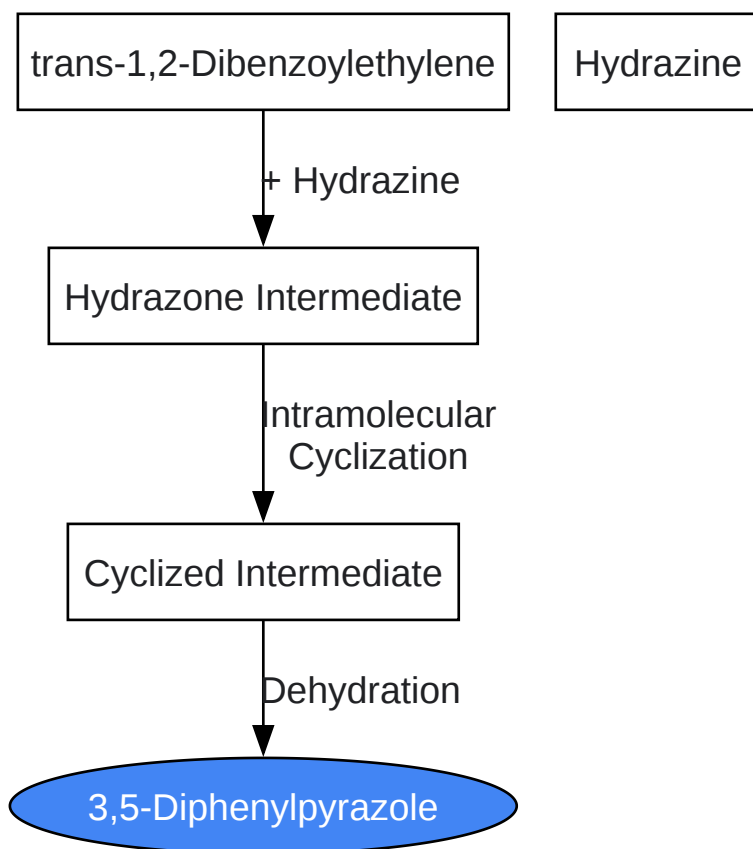 trans-1,2-Dibenzoylethylene
Hydrazine
+ Hydrazine
Hydrazone Intermediate
Intramolecular
Cyclization
Cyclized Intermediate
Dehydration
3,5-Diphenylpyrazole